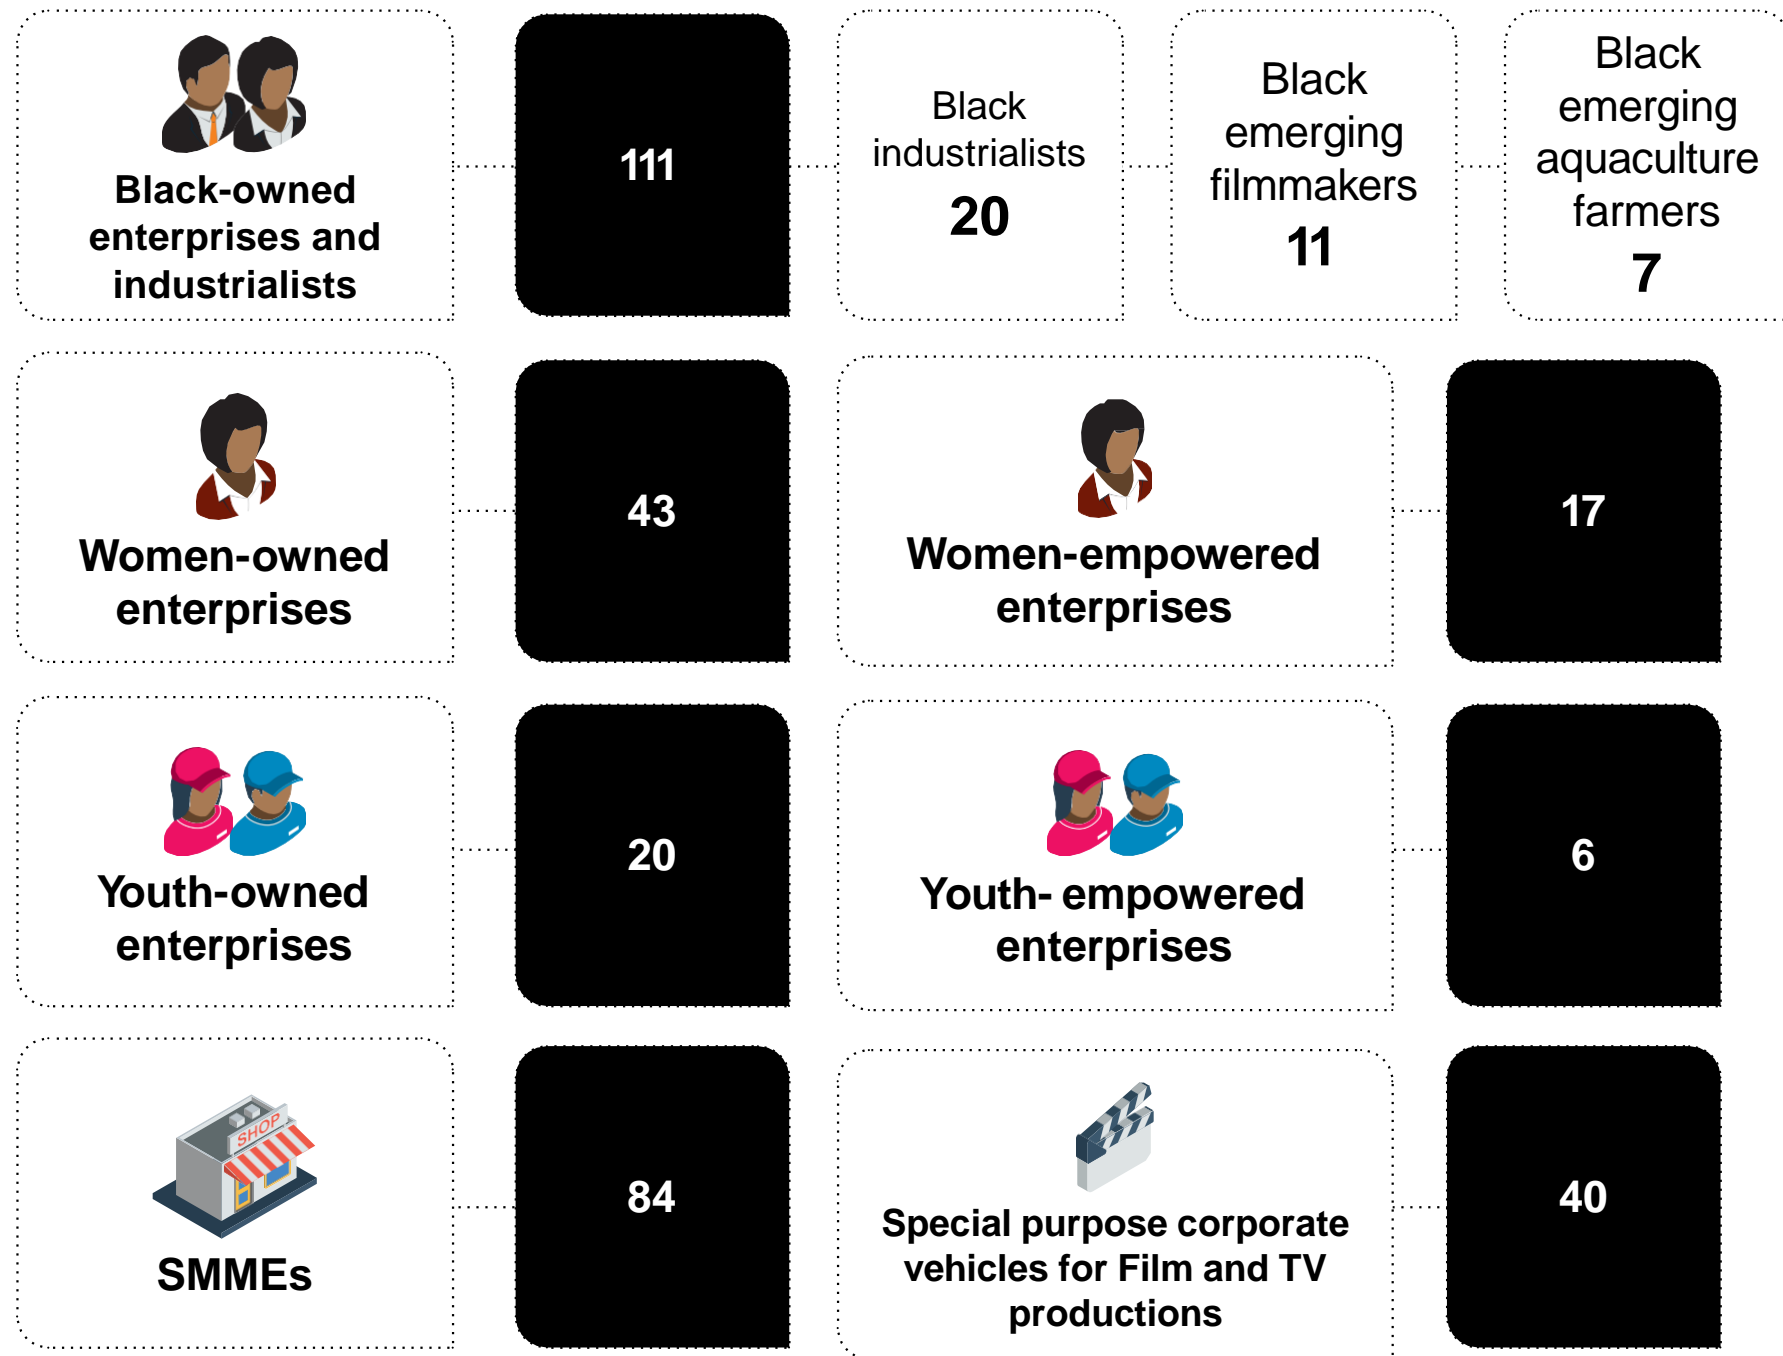 Black-owned
enterprises and
industrialists
111
Black
industrialists
20
Black
emerging
filmmakers
11
Black
emerging
aquaculture
farmers
7
Women-owned
enterprises
43
Women-empowered
enterprises
17
Youth-owned
enterprises
20
Youth- empowered
enterprises
6
SHOP
SMMEs
84
Special purpose corporate
vehicles for Film and TV
productions
40